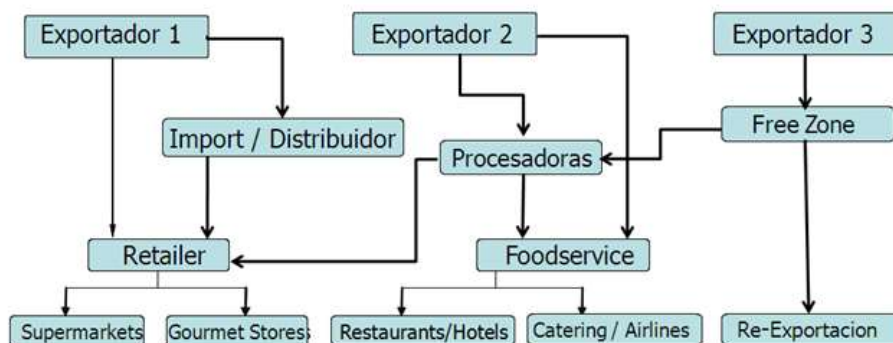 Exportador 1
Exportador 2
Exportador 3
Import / Distribuidor
Free Zone
Procesadoras
Retailer
Foodservice
Supermarkets
Gourmet Stores
Restaurants/Hotels
Catering / Airlines
Re-Exportacion